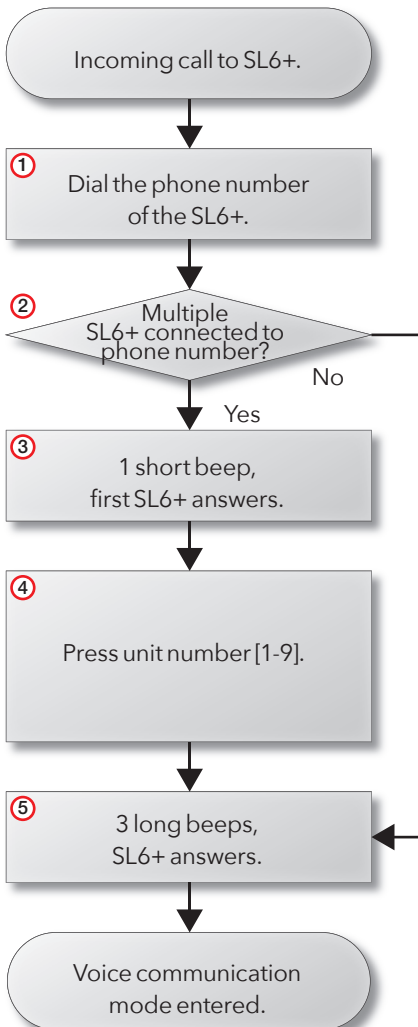 Incoming call to SL6+.
1
Dial the phone number
of the SL6+.
2
Multiple
SL6+ connected to
phone number?
No
Yes
3
1 short beep,
first SL6+ answers.
4
Press unit number [1-9].
5
3 long beeps,
SL6+ answers.
Voice communication
mode entered.